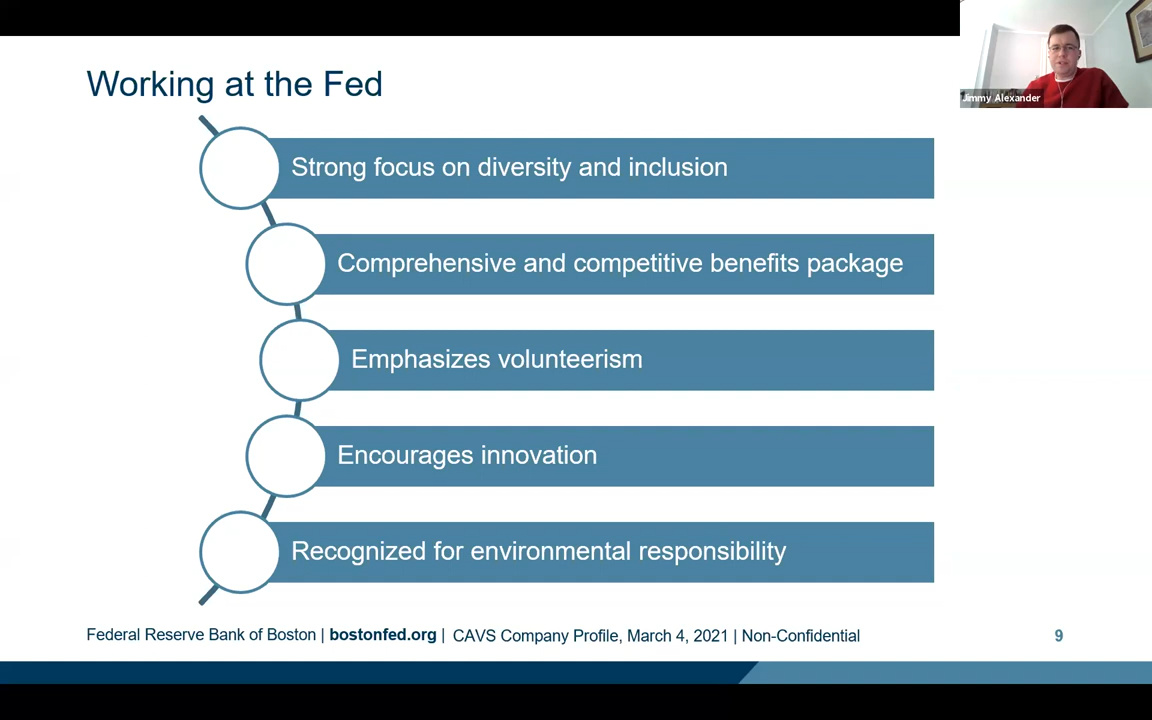 Jimmy Alexander
Working at the Fed
Strong focus on diversity and inclusion
Comprehensive and competitive benefits package
Emphasizes volunteerism
Encourages innovation
Recognized for environmental responsibility
Federal Reserve Bank of Boston | bostonfed.org | CAVS Company Profile, March 4, 2021 | Non-Confidential
9